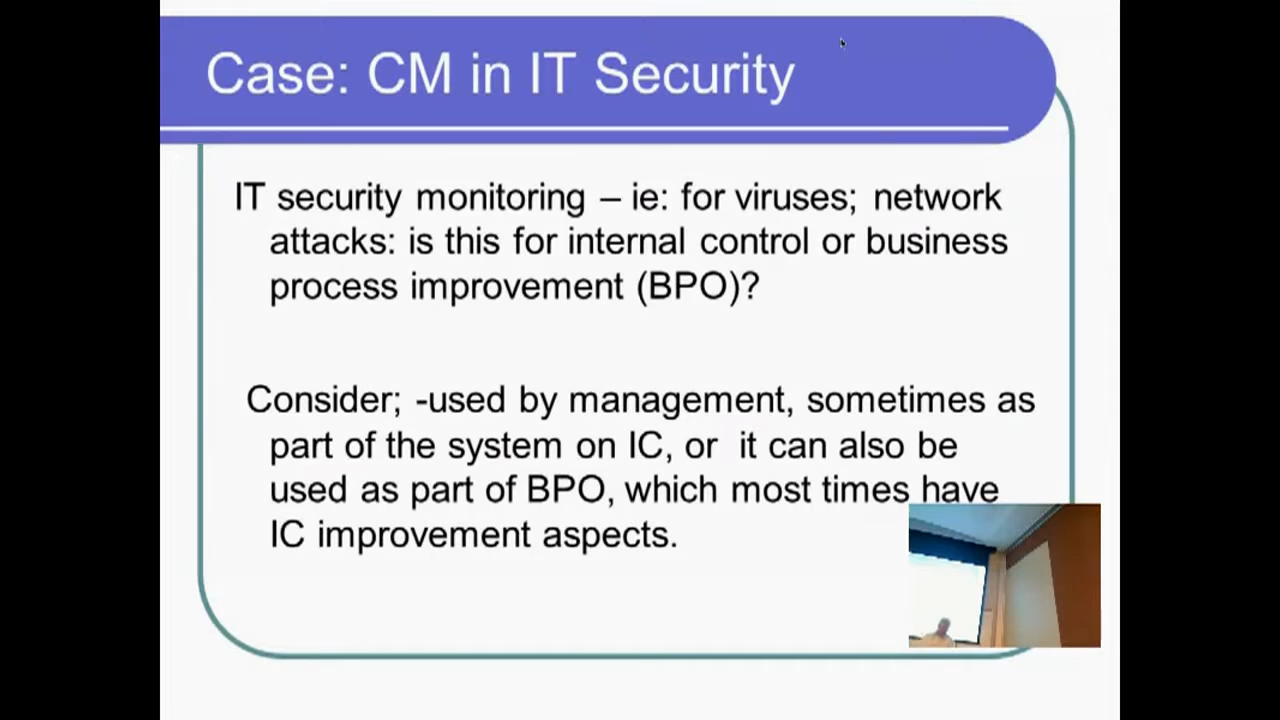 Case: CM in IT Security
IT security monitoring – ie: for viruses; network
attacks: is this for internal control or business
process improvement (BPO)?
Consider; -used by management, sometimes as
part of the system on IC, or it can also be
used as part of BPO, which most times have
IC improvement aspects.